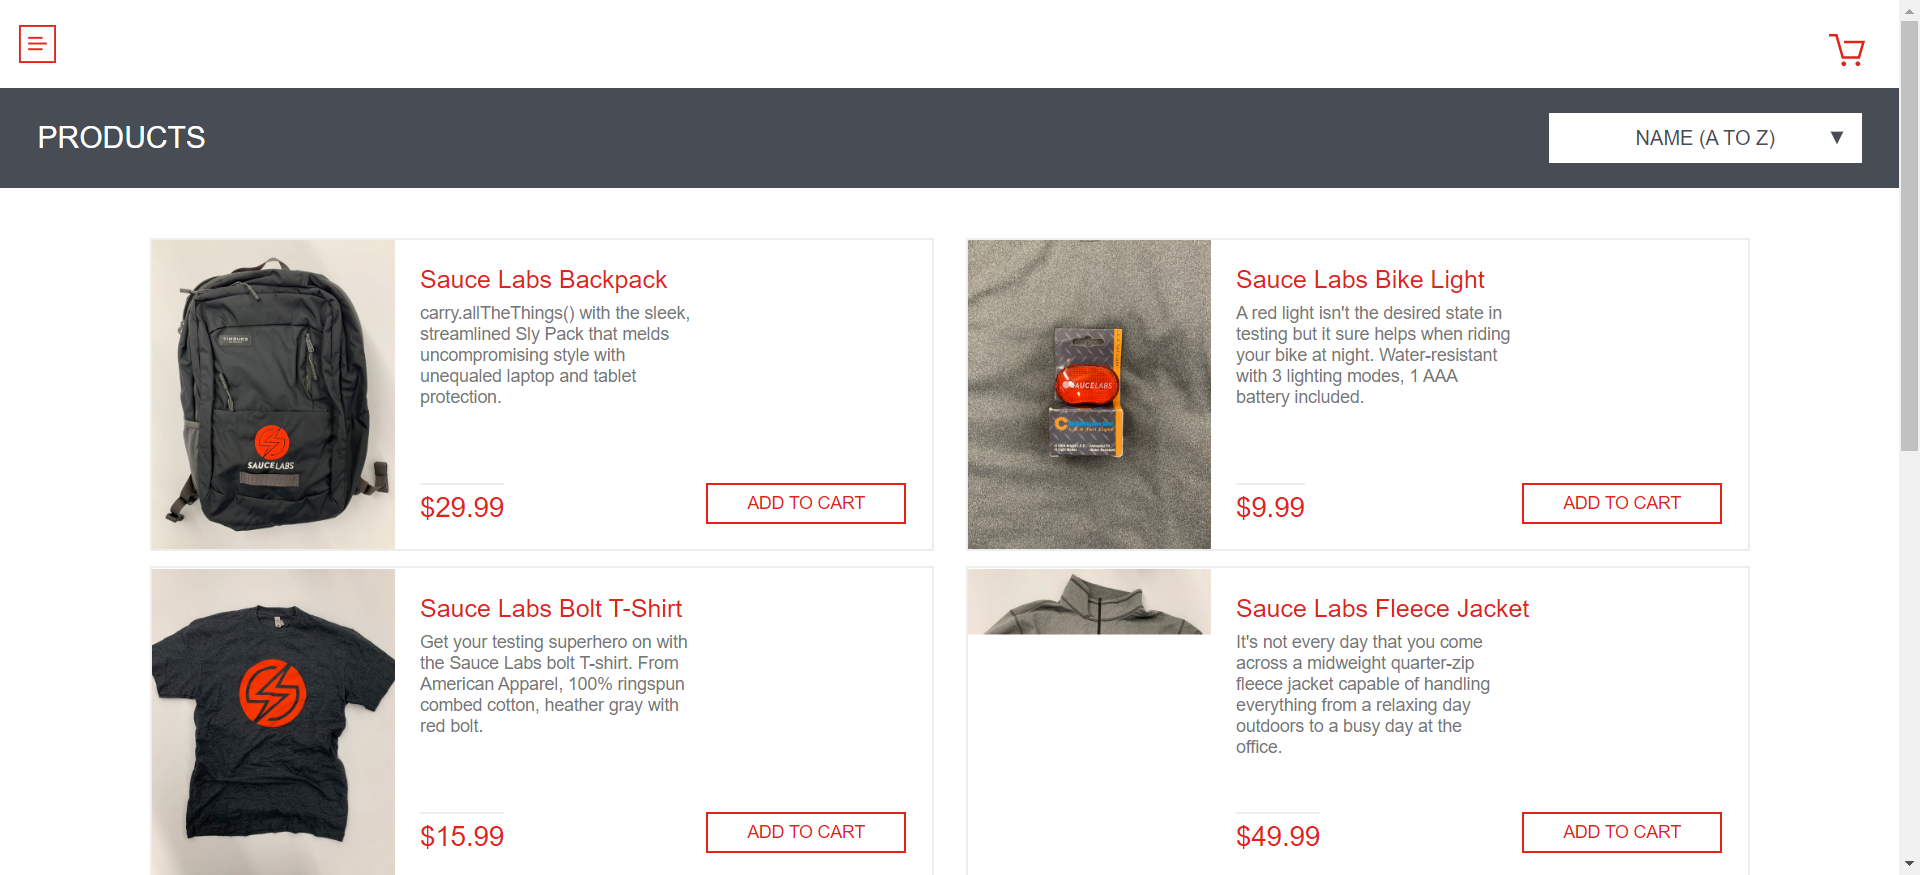 PRODUCTS
NAME (A TO Z)
Sauce Labs Backpack
carry.allTheThings() with the sleek,
streamlined Sly Pack that melds
uncompromising style with
unequaled laptop and tablet
protection.
$29.99
ADD TO CART
SAUCELABS
Sauce Labs Bike Light
A red light isn't the desired state in
testing but it sure helps when riding
your bike at night. Water-resistant
with 3 lighting modes, 1 AAA
battery included.
$9.99
ADD TO CART
SAUCELABS
Sauce Labs Bolt T-Shirt
Get your testing superhero on with
the Sauce Labs bolt T-shirt. From
American Apparel, 100% ringspun
combed cotton, heather gray with
red bolt.
$15.99
ADD TO CART
Sauce Labs Fleece Jacket
It's not every day that you come
across a midweight quarter-zip
fleece jacket capable of handling
everything from a relaxing day
outdoors to a busy day at the
office.
$49.99
ADD TO CART